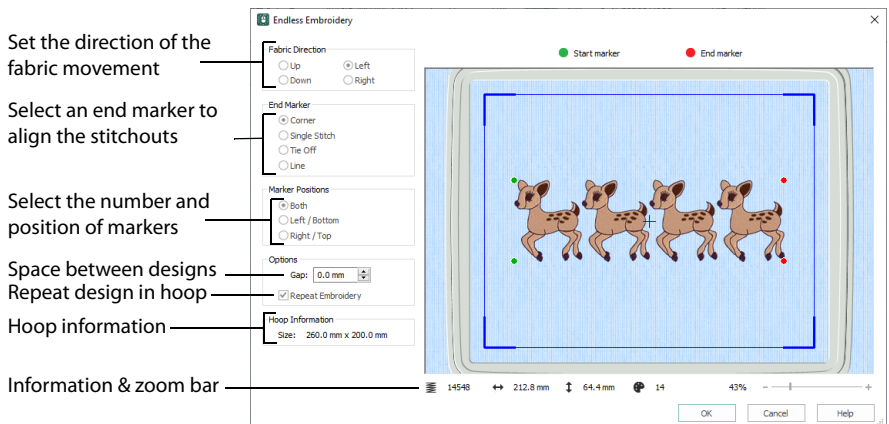 Endless Embroidery
Set the direction of the
fabric movement
Fabric Direction
Up
Left
Down
Right
Start marker
End marker
Select an end marker to
align the stitchouts
End Marker
Corner
Single Stitch
Tie Off
Line
Select the number and
position of markers
Marker Positions
Both
Left / Bottom
Right / Top
Space between designs
Repeat design in hoop
Options
Gap: 0.0 mm
Repeat Embroidery
Hoop information
Hoop Information
Size: 260.0 mm x 200.0 mm
Information & zoom bar
14548 212.8 mm 64.4 mm 14 43%
OK Cancel Help